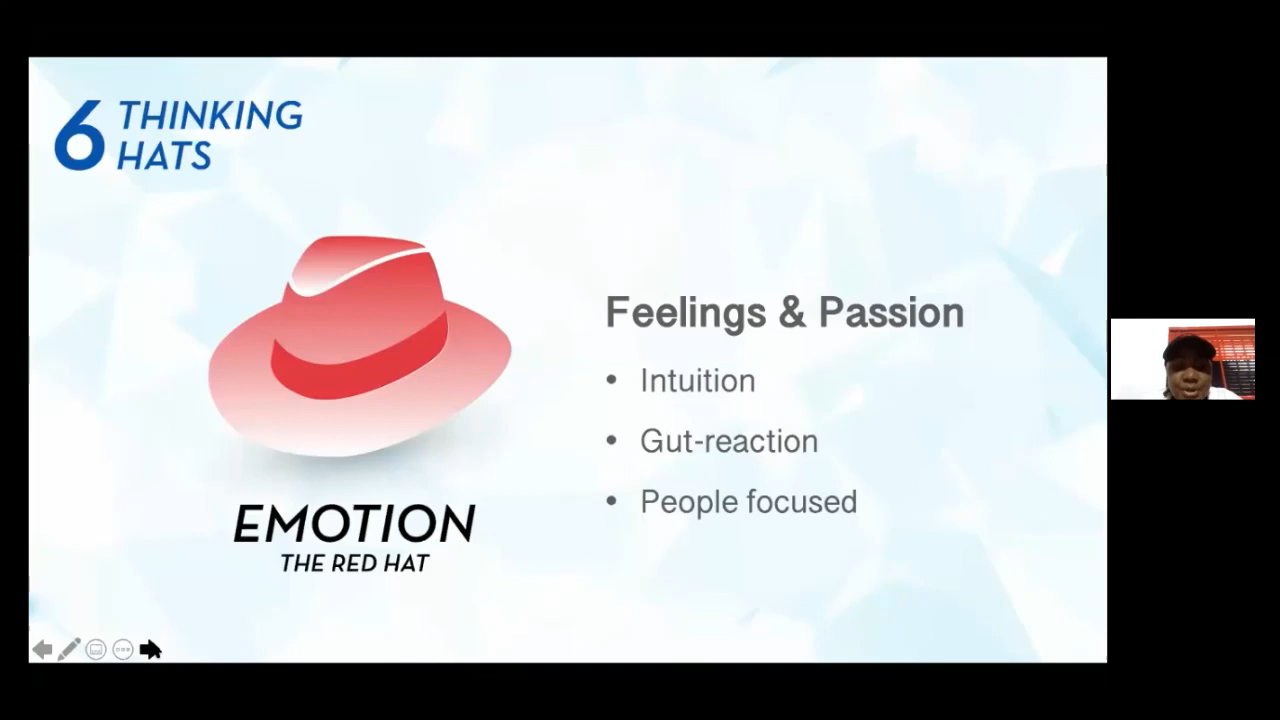 6 THINKING
HATS
Feelings & Passion
• Intuition
• Gut-reaction
• People focused
EMOTION
THE RED HAT